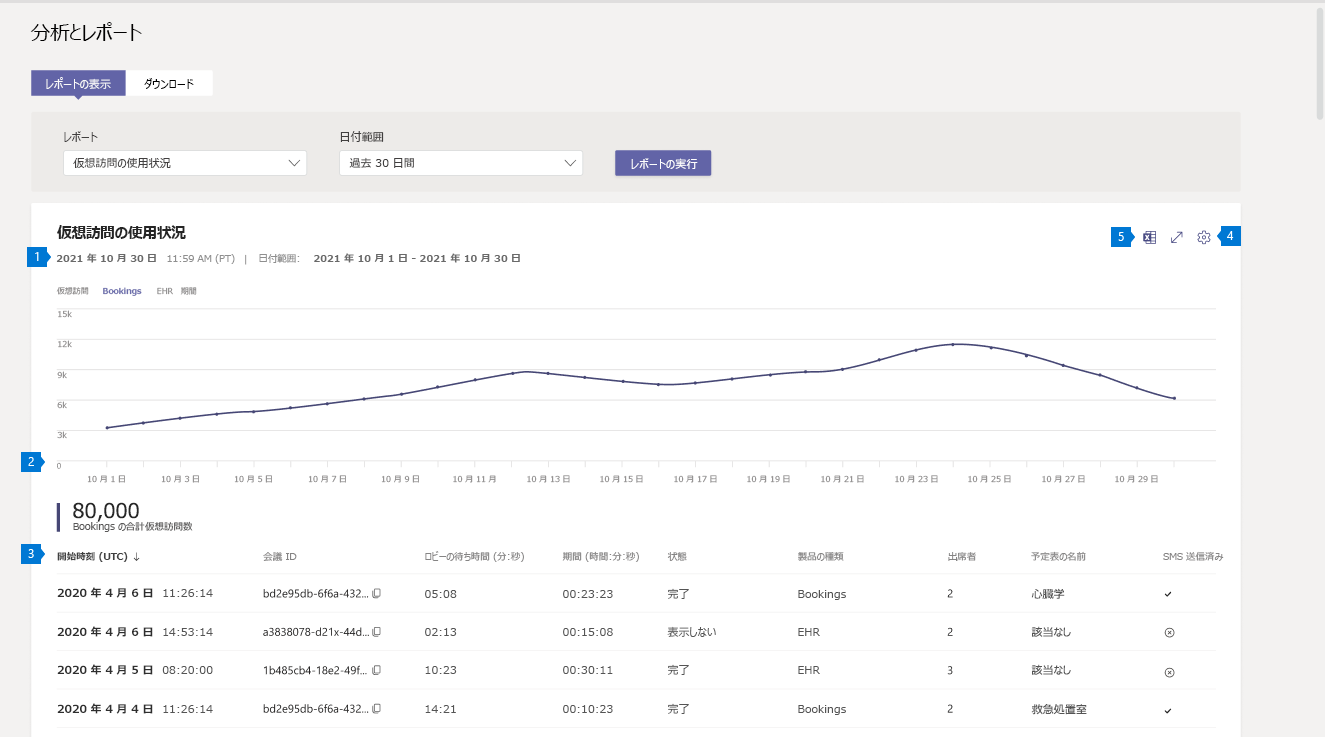 分析とレポート
レポートの表示 ダウンロード
レポート 日付範囲
仮想訪問の使用状況 過去 30 日間 レポートの実行
仮想訪問の使用状況
5 4
1 2021 年 10 月 30 日 11:59 AM (PT) | 日付範囲: 2021 年 10 月 1 日 - 2021 年 10 月 30 日
仮想訪問 Bookings EHR 期間
15k
12k
9k
6k
3k
2 0
10 月 1 日 10 月 3 日 10 月 5 日 10 月 7 日 10 月 9 日 10 月 11 月 10 月 13 日 10 月 15 日 10 月 17 日 10 月 19 日 10 月 21 日 10 月 23 日 10 月 25 日 10 月 27 日 10 月 29 日
80,000
Bookings の合計仮想訪問数
3 開始時刻 (UTC) ↓ 会議 ID ロビーの待ち時間 (分:秒) 期間 (時間:分:秒) 状態 製品の種類 出席者 予定表の名前 SMS 送信済み
2020 年 4 月 6 日 11:26:14 bd2e95db-6f6a-432... 05:08 00:23:23 完了 Bookings 2 心臓学
2020 年 4 月 6 日 14:53:14 a3838078-d21x-44d... 02:13 00:15:08 表示しない EHR 2 該当なし
2020 年 4 月 5 日 08:20:00 1b485cb4-18e2-49f... 10:23 00:30:11 完了 EHR 3 該当なし
2020 年 4 月 4 日 11:26:14 bd2e95db-6f6a-432... 14:21 00:10:23 完了 Bookings 2 救急処置室